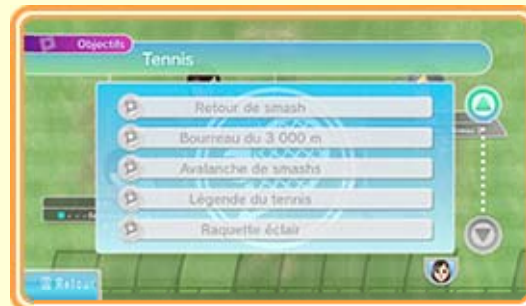 Objectifs
Tennis
Retour de smash
Bourreau du 3 000 m
Avalanche de smashs
Légende du tennis
Raquette éclair
Retour